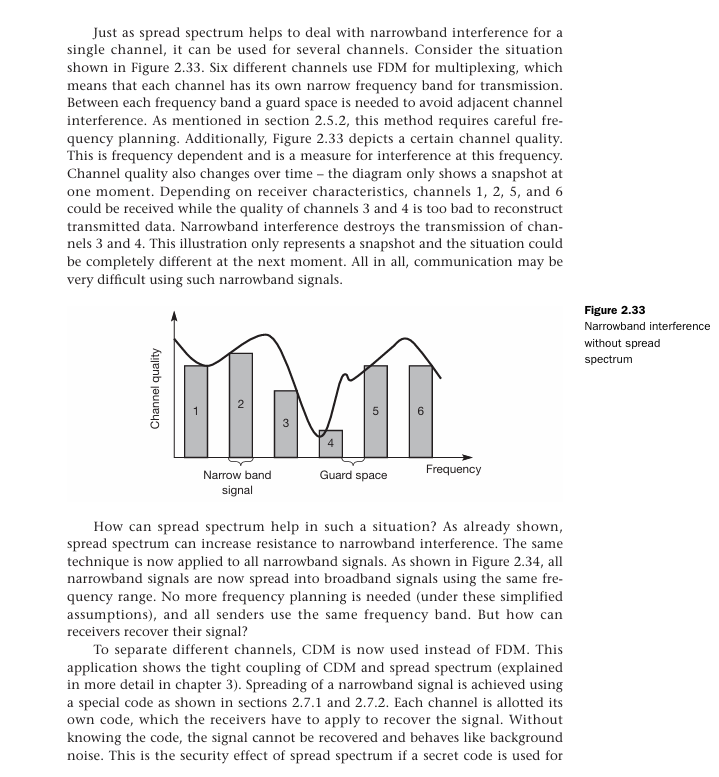 Just as spread spectrum helps to deal with narrowband interference for a
single channel, it can be used for several channels. Consider the situation
shown in Figure 2.33. Six different channels use FDM for multiplexing, which
means that each channel has its own narrow frequency band for transmission.
Between each frequency band a guard space is needed to avoid adjacent channel
interference. As mentioned in section 2.5.2, this method requires careful fre-
quency planning. Additionally, Figure 2.33 depicts a certain channel quality.
This is frequency dependent and is a measure for interference at this frequency.
Channel quality also changes over time – the diagram only shows a snapshot at
one moment. Depending on receiver characteristics, channels 1, 2, 5, and 6
could be received while the quality of channels 3 and 4 is too bad to reconstruct
transmitted data. Narrowband interference destroys the transmission of chan-
nels 3 and 4. This illustration only represents a snapshot and the situation could
be completely different at the next moment. All in all, communication may be
very difficult using such narrowband signals.
Figure 2.33
Narrowband interference
without spread
spectrum
Channel quality
1
2
3
4
5
6
Narrow band
signal
Guard space
Frequency
How can spread spectrum help in such a situation? As already shown,
spread spectrum can increase resistance to narrowband interference. The same
technique is now applied to all narrowband signals. As shown in Figure 2.34, all
narrowband signals are now spread into broadband signals using the same fre-
quency range. No more frequency planning is needed (under these simplified
assumptions), and all senders use the same frequency band. But how can
receivers recover their signal?
To separate different channels, CDM is now used instead of FDM. This
application shows the tight coupling of CDM and spread spectrum (explained
in more detail in chapter 3). Spreading of a narrowband signal is achieved using
a special code as shown in sections 2.7.1 and 2.7.2. Each channel is allotted its
own code, which the receivers have to apply to recover the signal. Without
knowing the code, the signal cannot be recovered and behaves like background
noise. This is the security effect of spread spectrum if a secret code is used for